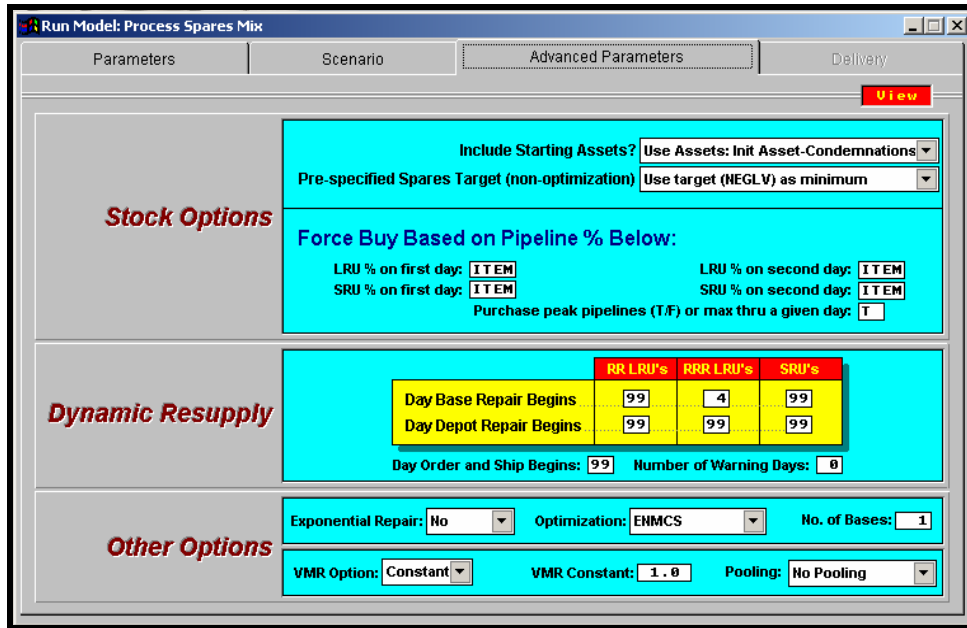 Run Model: Process Spares Mix
Parameters Scenario Advanced Parameters Delivery
View
Stock Options
Include Starting Assets? Use Assets: Init Asset-Condemnations
Pre-specified Spares Target (non-optimization) Use target (NEGLV) as minimum
Force Buy Based on Pipeline % Below:
LRU % on first day: ITEM LRU % on second day: ITEM
SRU % on first day: ITEM SRU % on second day: ITEM
Purchase peak pipelines (T/F) or max thru a given day: T
Dynamic Resupply
RR LRU's RRR LRU's SRU's
Day Base Repair Begins 99 4 99
Day Depot Repair Begins 99 99 99
Day Order and Ship Begins: 99 Number of Warning Days: 0
Other Options
Exponential Repair: No Optimization: ENMCS No. of Bases: 1
VMR Option: Constant VMR Constant: 1.0 Pooling: No Pooling